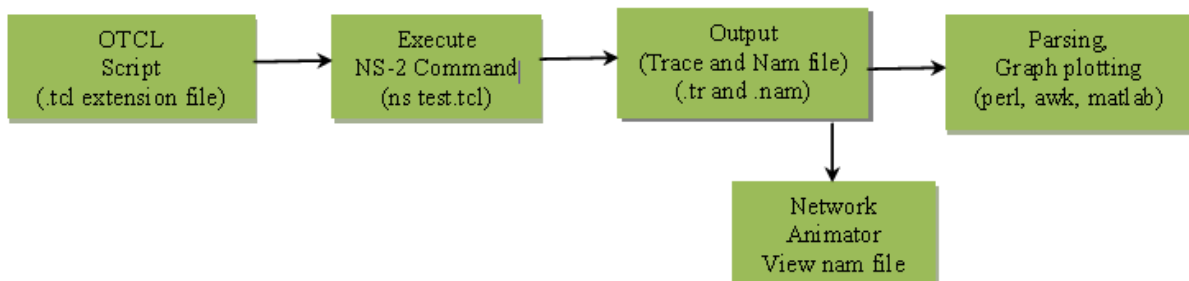 OTCL
Script
(.tcl extension file)
Execute
NS-2 Command
(ns test.tcl)
Output
(Trace and Nam file)
(.tr and .nam)
Parsing,
Graph plotting
(perl, awk, matlab)
Network
Animator
View nam file